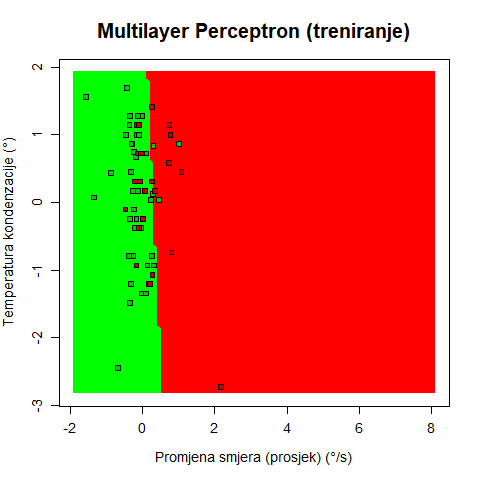 Multilayer Perceptron (treniranje)
Temperatura kondenzacije (°)
2
1
0
-1
-2
-3
-2 0 2 4 6 8
Promjena smjera (prosjek) (°/s)